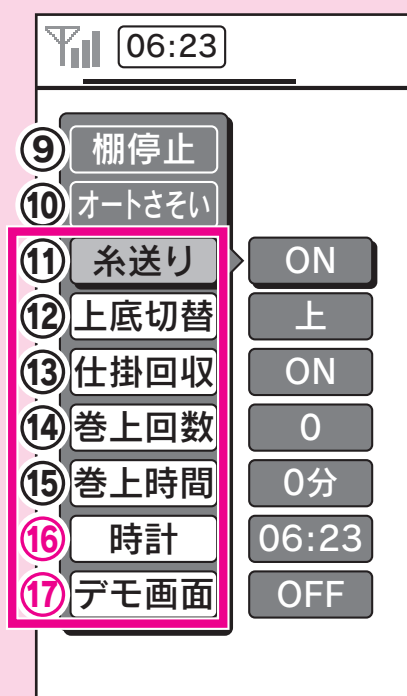 06:23
⑨ 棚停止
⑩ オートさそい
⑪ 糸送り ON
⑫ 上底切替 上
⑬ 仕掛回収 ON
⑭ 巻上回数 0
⑮ 巻上時間 0分
⑯ 時計 06:23
⑰ デモ画面 OFF